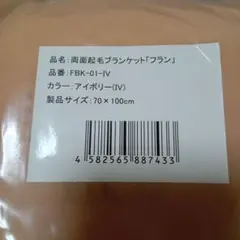 品名：両面起毛ブランケット「フラン」
品番：FBK-01-IV
カラー：アイボリー(IV)
製品サイズ：70×100cm
4 582565 887433